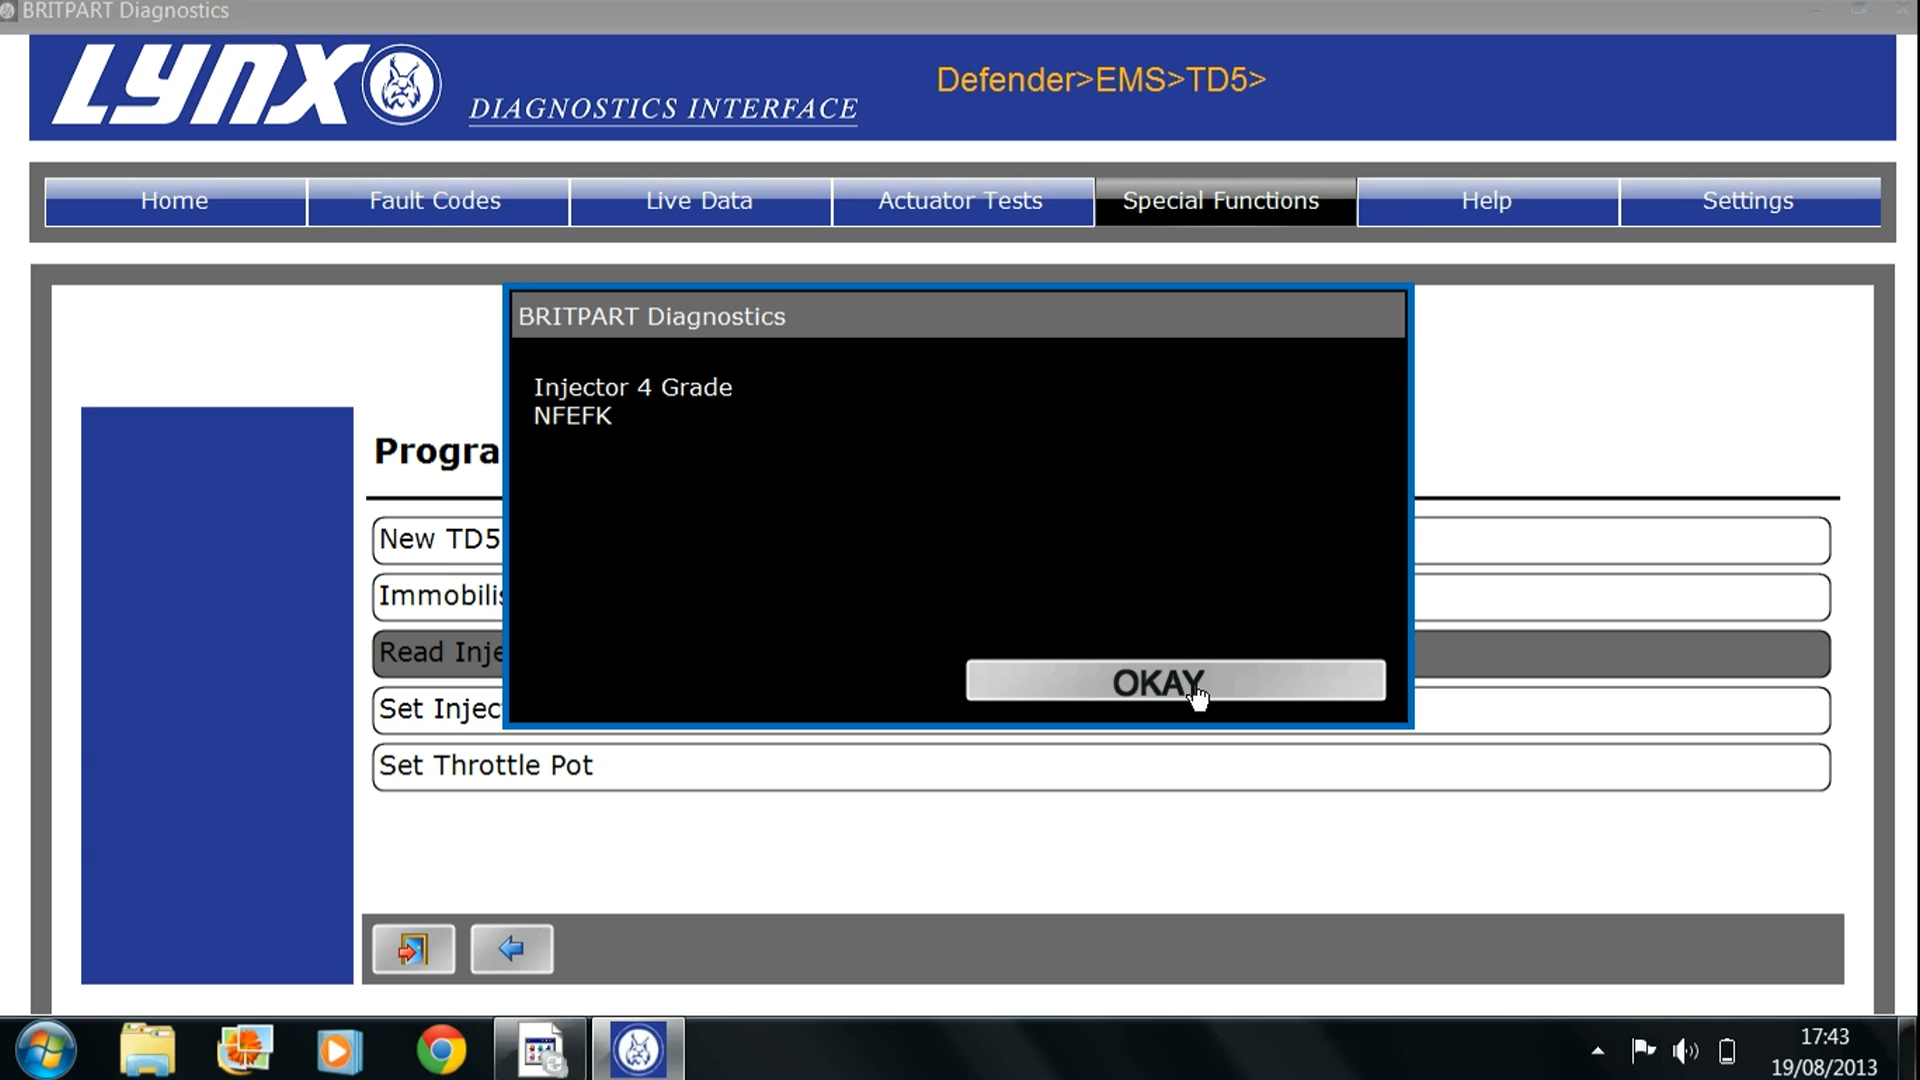 BRITPART Diagnostics
LYNX
DIAGNOSTICS INTERFACE
Defender>EMS>TD5>
Home
Fault Codes
Live Data
Actuator Tests
Special Functions
Help
Settings
BRITPART Diagnostics
Injector 4 Grade
NFEFK
OKAY
Progra
New TD5
Immobilis
Read Inje
Set Injec
Set Throttle Pot
17:43
19/08/2013